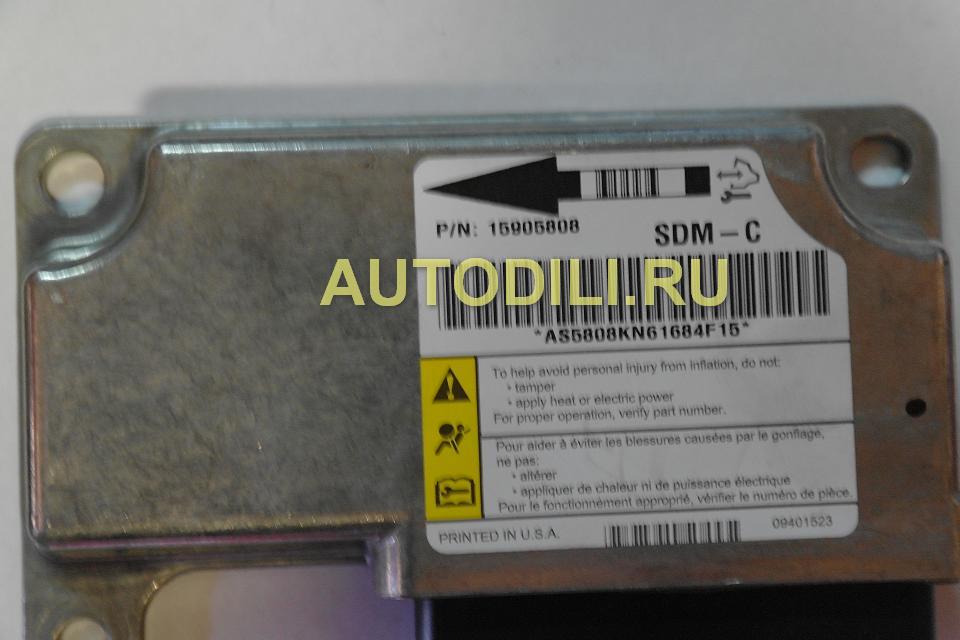 P/N: 15905808
SDM-C
AUTODILI.RU
*AS5808KN61684F15*
To help avoid personal injury from inflation, do not:
• tamper
• apply heat or electric power
For proper operation, verify part number.
Pour aider à éviter les blessures causées par le gonflage,
ne pas:
• altérer
• appliquer de chaleur ni de puissance électrique
Pour le fonctionnement approprié, vérifier le numéro de pièce.
PRINTED IN U.S.A.
09401523